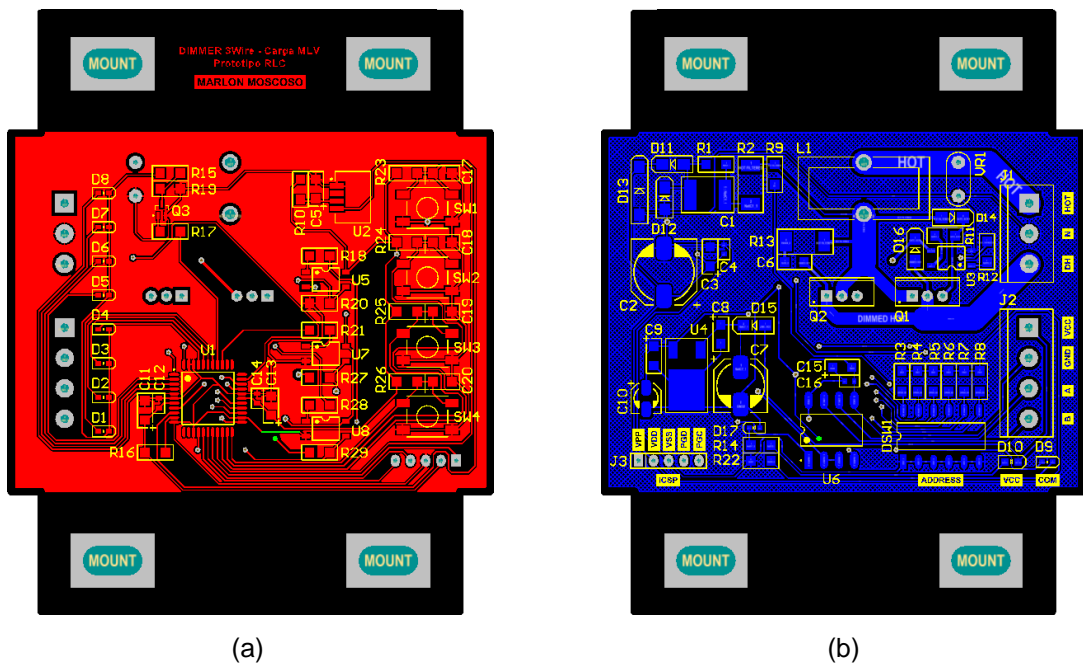 MOUNT
MOUNT
DIMMER 3Wire - Carga MLV
Prototipo RLC
MARLON MOSCOSO
D8
R15
R19
D7
Q3
R17
D6
D5
D4
D3
D2
D1
U1
C11
C12
R16
C14
C13
R10
C5
U2
R18
U5
R20
R21
U7
R27
R28
U8
R29
R23
C17
SW1
R24
C18
SW2
R25
C19
SW3
R26
C20
SW4
MOUNT
MOUNT
(a)
MOUNT
MOUNT
D11
R1
R2
R9
L1
HOT
VR1
J1
HOT
D13
C1
D12
HOT
N
DH
D14
R11
D16
U3
R12
R13
C6
C4
C3
C2
Q2
Q1
J2
C8
D15
C9
U4
C7
C10
R3
R4
R5
R6
R7
R8
VCC
GND
A
B
C15
C16
D17
R14
R22
DSW1
VPP
VDD
VSS
PGD
PGC
J3
ICSP
U6
ADDRESS
D10
D9
VCC
COM
MOUNT
MOUNT
(b)